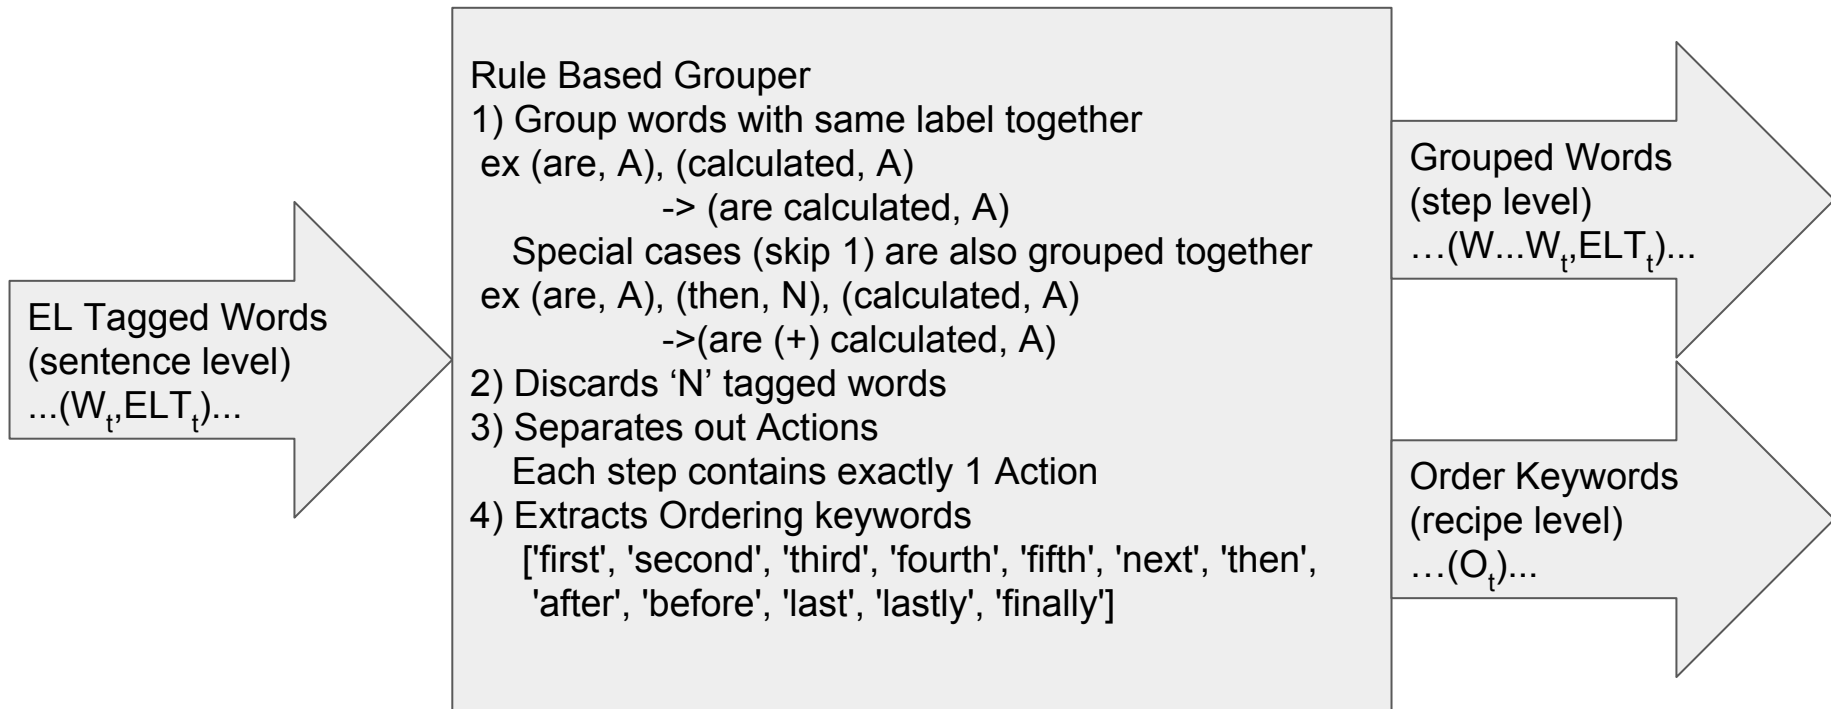 EL Tagged Words
(sentence level)
...(Wt,ELTt)...
Rule Based Grouper
1) Group words with same label together
ex (are, A), (calculated, A)
-> (are calculated, A)
Special cases (skip 1) are also grouped together
ex (are, A), (then, N), (calculated, A)
->(are (+) calculated, A)
2) Discards ‘N’ tagged words
3) Separates out Actions
Each step contains exactly 1 Action
4) Extracts Ordering keywords
['first', 'second', 'third', 'fourth', 'fifth', 'next', 'then',
'after', 'before', 'last', 'lastly', 'finally']
Grouped Words
(step level)
…(W...Wt,ELTt)...
Order Keywords
(recipe level)
…(Ot)...